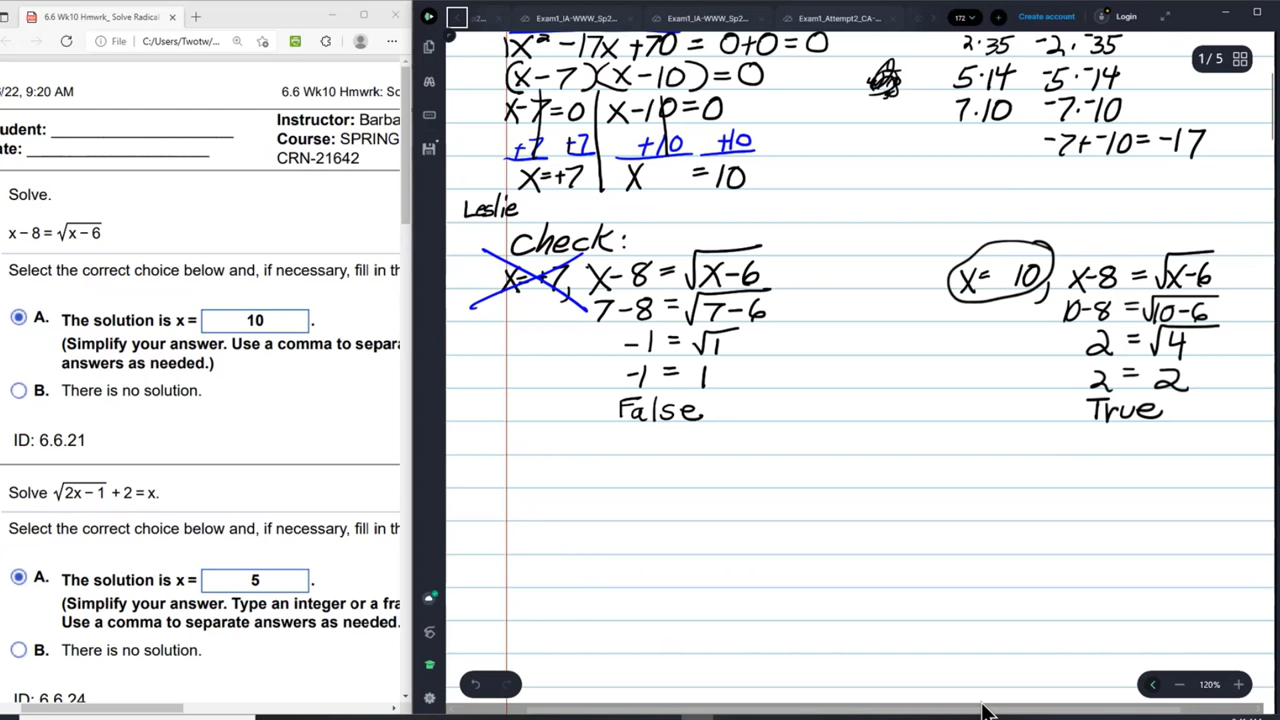 6.6 Wk10 Hmwrk_ Solve Radical
File
C:/Users/Twotw/...
/22, 9:20 AM
6.6 Wk10 Hmwrk: Sc
Instructor: Barba
tudent:
Course: SPRING
ate:
CRN-21642
Solve.
x − 8 = √x − 6
Select the correct choice below and, if necessary, fill in th
A. The solution is x = 10 .
(Simplify your answer. Use a comma to separa
answers as needed.)
B. There is no solution.
ID: 6.6.21
Solve √2x − 1 + 2 = x.
Select the correct choice below and, if necessary, fill in th
A. The solution is x = 5 .
(Simplify your answer. Type an integer or a fra
Use a comma to separate answers as needed.
B. There is no solution.
ID: 6.6.24
Exam1_IA-WWW_Sp2...
Exam1_IA-WWW_Sp2...
Exam1_Attempt2_CA-...
172
Create account
Login
1 / 5
x² -17x +70 = 0+0=0
2·35 -2·-35
(x-7)(x-10)=0
5·14 -5·-14
x-7=0 x-10=0
7·10 -7·-10
+7 +7 +10 +10
-7+-10=-17
x=+7 x =10
Leslie
Check:
x=+7, x-8=√x-6
7-8=√7-6
-1=√1
-1=1
False
x= 10, x-8=√x-6
10-8=√10-6
2=√4
2=2
True
120%